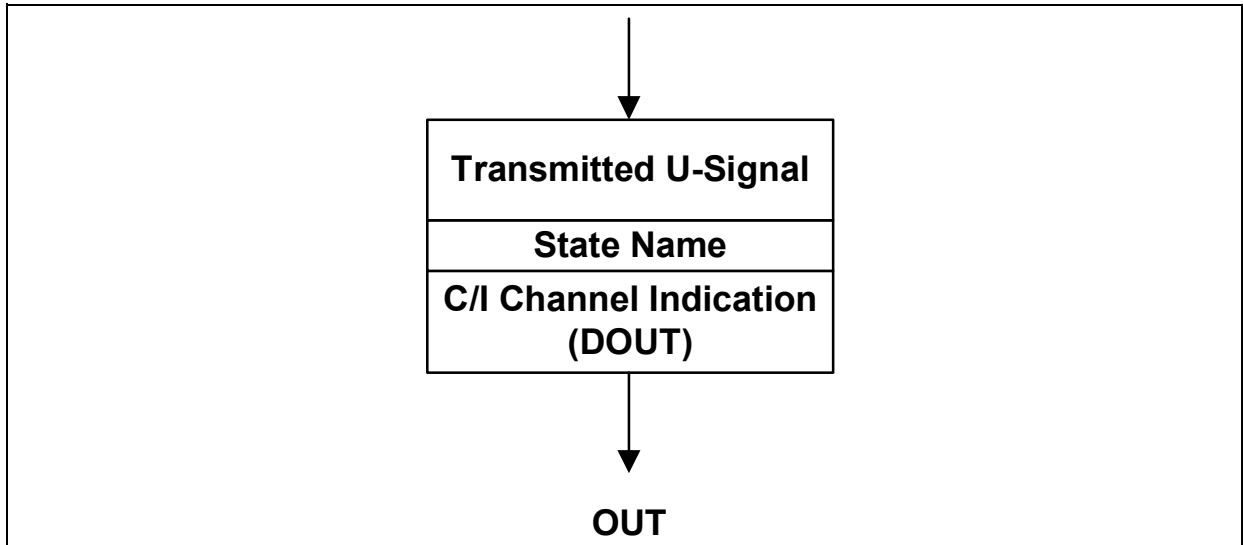 Transmitted U-Signal
State Name
C/I Channel Indication
(DOUT)
OUT